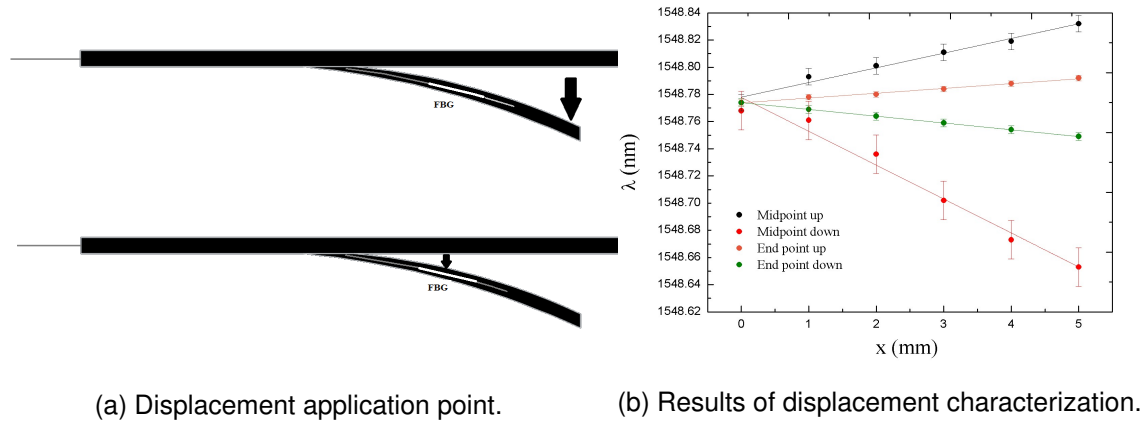 FBG
FBG
(a) Displacement application point.
1548.84
1548.82
1548.80
1548.78
1548.76
1548.74
1548.72
1548.70
1548.68
1548.66
1548.64
1548.62
λ (nm)
Midpoint up
Midpoint down
End point up
End point down
0 1 2 3 4 5
x (mm)
(b) Results of displacement characterization.